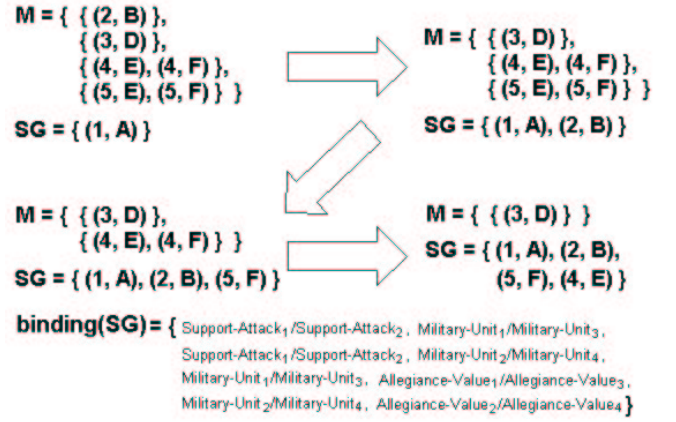 M = { { (2, B) },
{ (3, D) },
{ (4, E), (4, F) },
{ (5, E), (5, F) } }
SG = { (1, A) }
M = { { (3, D) },
{ (4, E), (4, F) },
{ (5, E), (5, F) } }
SG = { (1, A), (2, B) }
M = { { (3, D) },
{ (4, E), (4, F) } }
SG = { (1, A), (2, B), (5, F) }
M = { { (3, D) } }
SG = { (1, A), (2, B),
(5, F), (4, E) }
binding(SG) = { Support-Attack₁/Support-Attack₂, Military-Unit₁/Military-Unit₃,
Support-Attack₁/Support-Attack₂, Military-Unit₂/Military-Unit₄,
Military-Unit₁/Military-Unit₃, Allegiance-Value₁/Allegiance-Value₃,
Military-Unit₂/Military-Unit₄, Allegiance-Value₂/Allegiance-Value₄ }